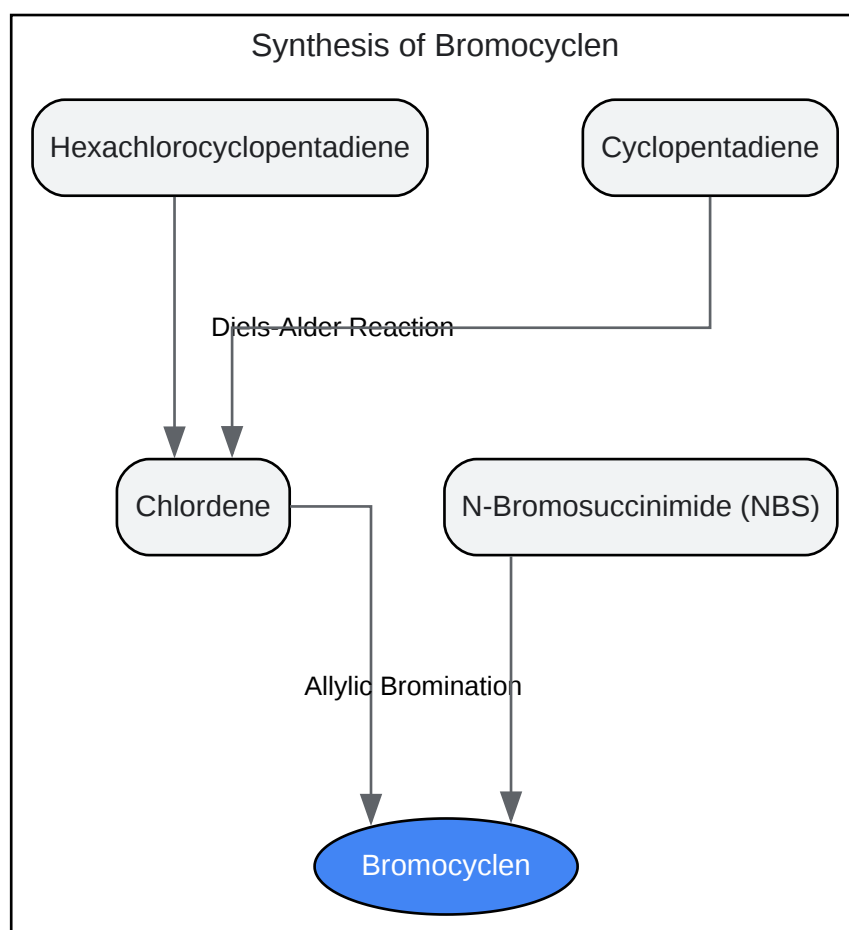 Synthesis of Bromocyclen
Hexachlorocyclopentadiene
Cyclopentadiene
Diels-Alder Reaction
Chlordene
N-Bromosuccinimide (NBS)
Allylic Bromination
Bromocyclen